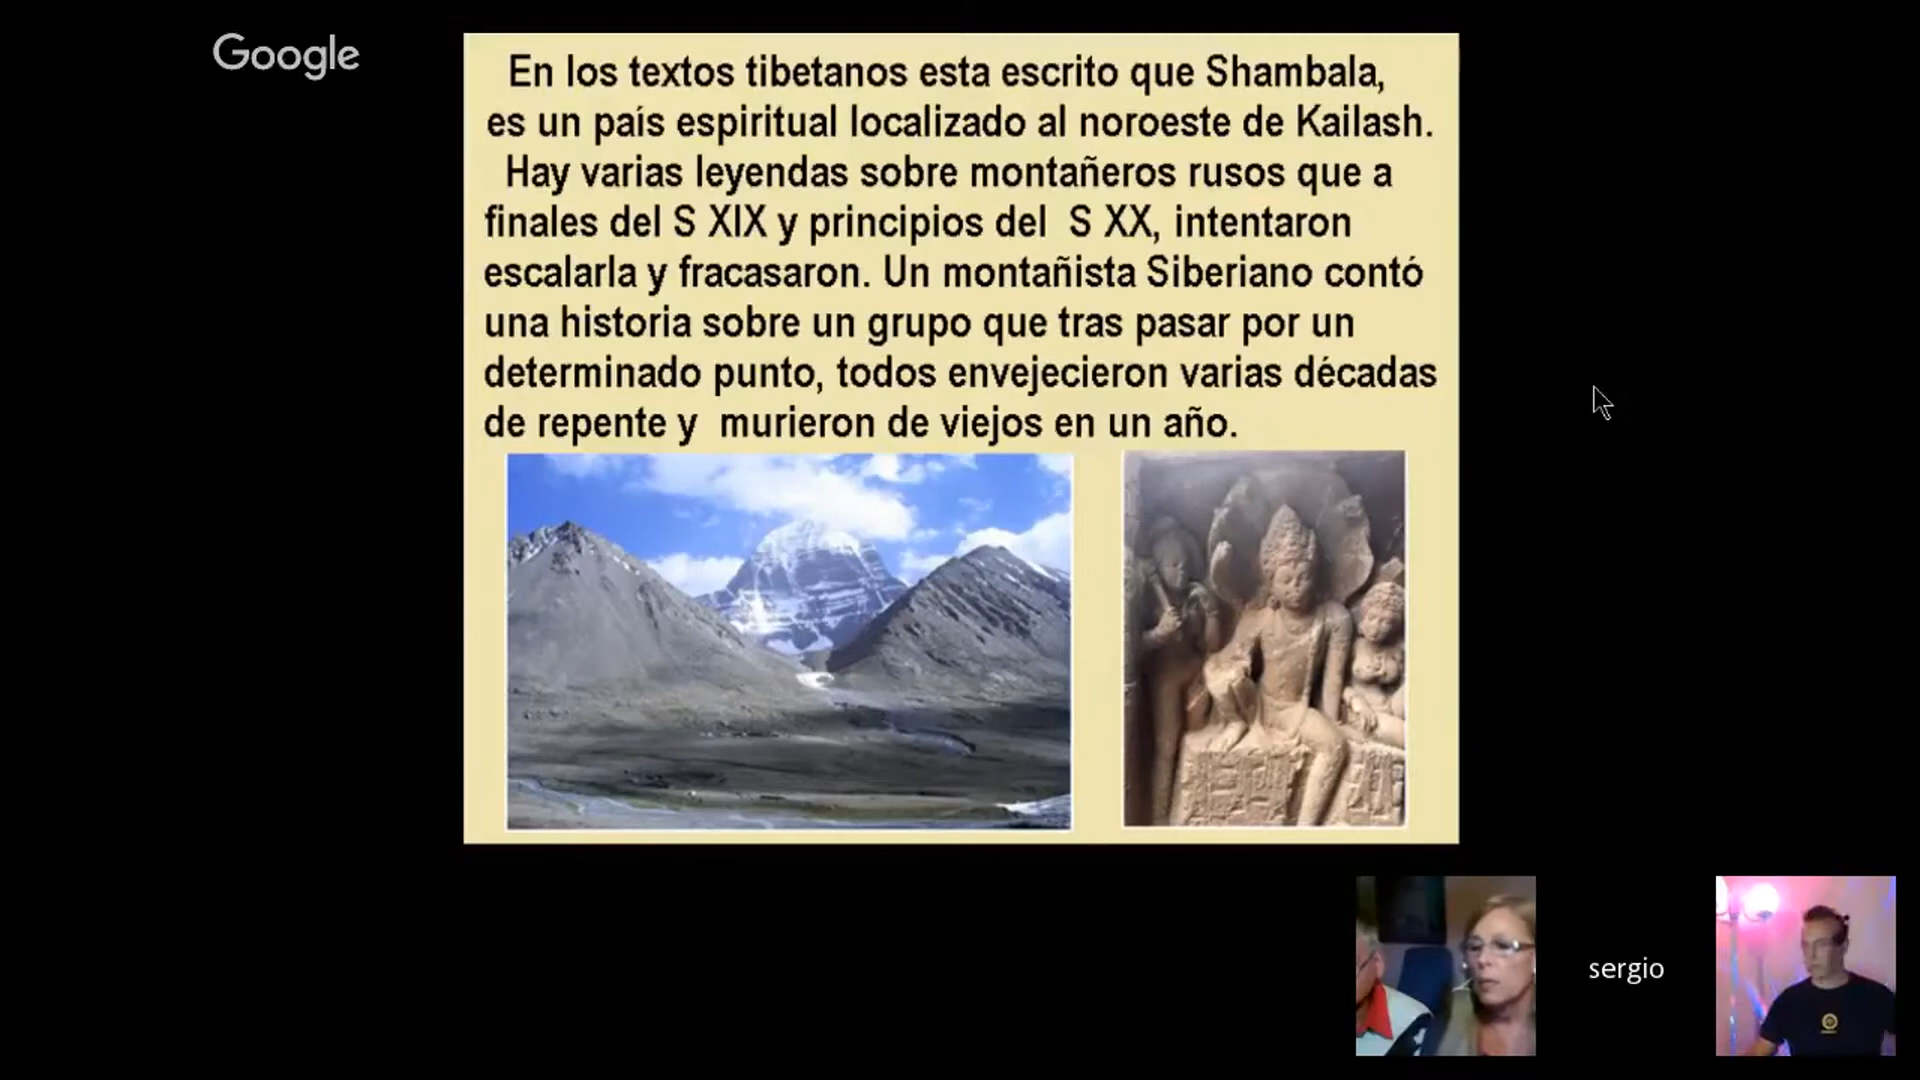 Google
En los textos tibetanos esta escrito que Shambala,
es un país espiritual localizado al noroeste de Kailash.
Hay varias leyendas sobre montañeros rusos que a
finales del S XIX y principios del S XX, intentaron
escalarla y fracasaron. Un montañista Siberiano contó
una historia sobre un grupo que tras pasar por un
determinado punto, todos envejecieron varias décadas
de repente y murieron de viejos en un año.
sergio